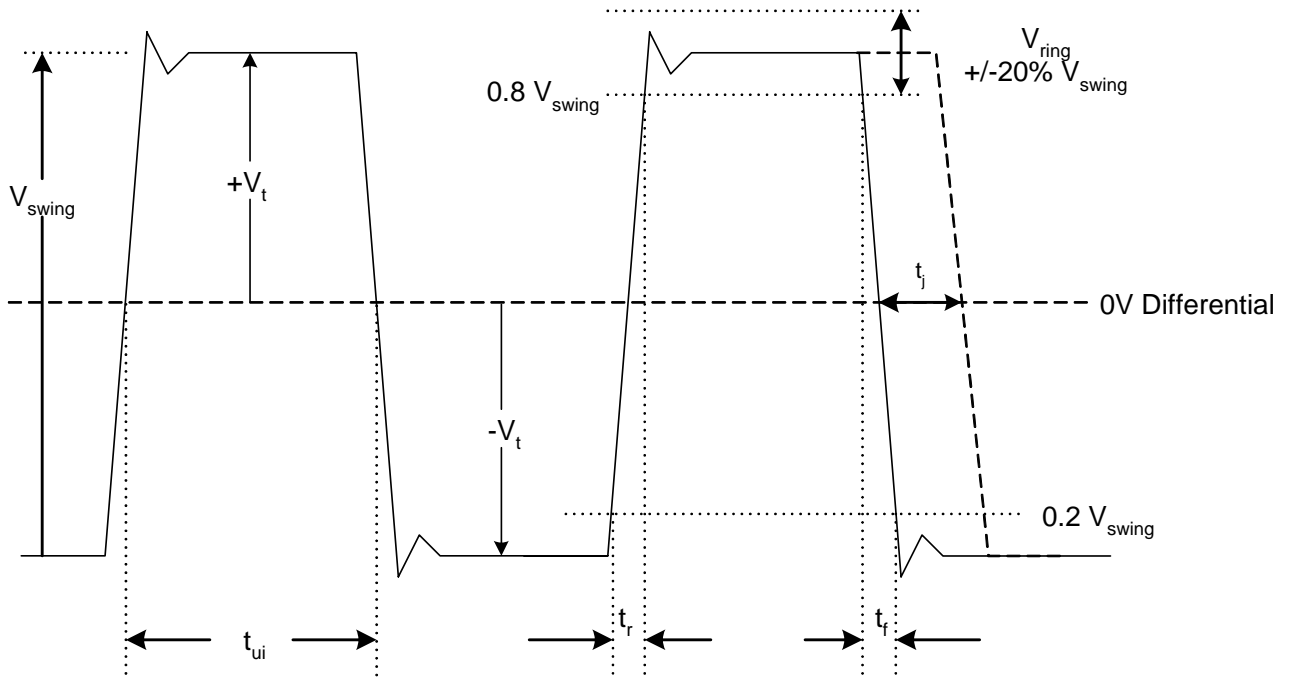 V_ring
+/-20% V_swing
0.8 V_swing
+V_t
V_swing
t_j
0V Differential
-V_t
0.2 V_swing
t_r
t_f
t_ui